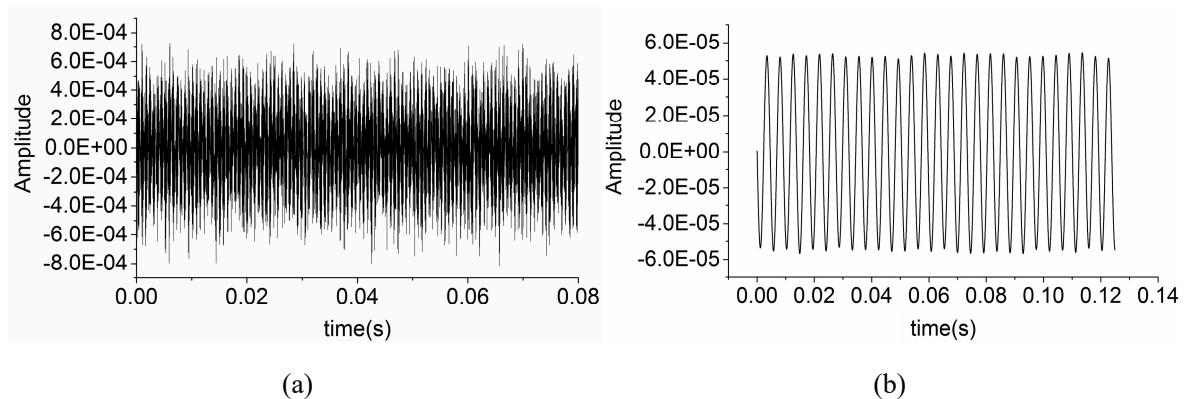 8.0E-04
6.0E-04
4.0E-04
2.0E-04
0.0E+00
-2.0E-04
-4.0E-04
-6.0E-04
-8.0E-04
Amplitude
0.00 0.02 0.04 0.06 0.08
time(s)
(a)
6.0E-05
4.0E-05
2.0E-05
0.0E+00
-2.0E-05
-4.0E-05
-6.0E-05
Amplitude
0.00 0.02 0.04 0.06 0.08 0.10 0.12 0.14
time(s)
(b)